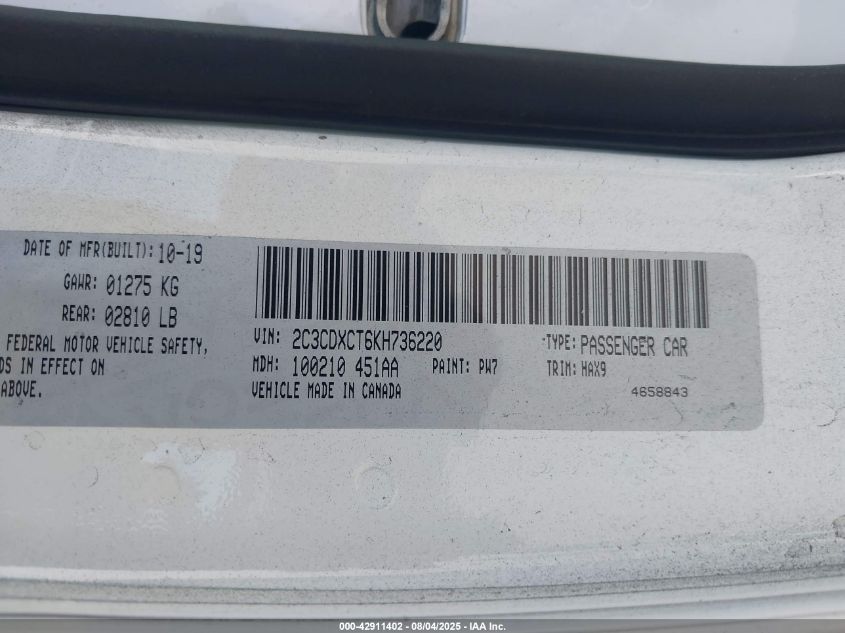 DATE OF MFR(BUILT): 10-19
GAWR: 01275 KG
REAR: 02810 LB
FEDERAL MOTOR VEHICLE SAFETY,
DS IN EFFECT ON
ABOVE.
VIN: 2C3CDXCT6KH736220
TYPE: PASSENGER CAR
MDH: 100210 451AA
PAINT: PW7
TRIM: HAX9
VEHICLE MADE IN CANADA
4658843
000-42911402 - 08/04/2025 - IAA Inc.